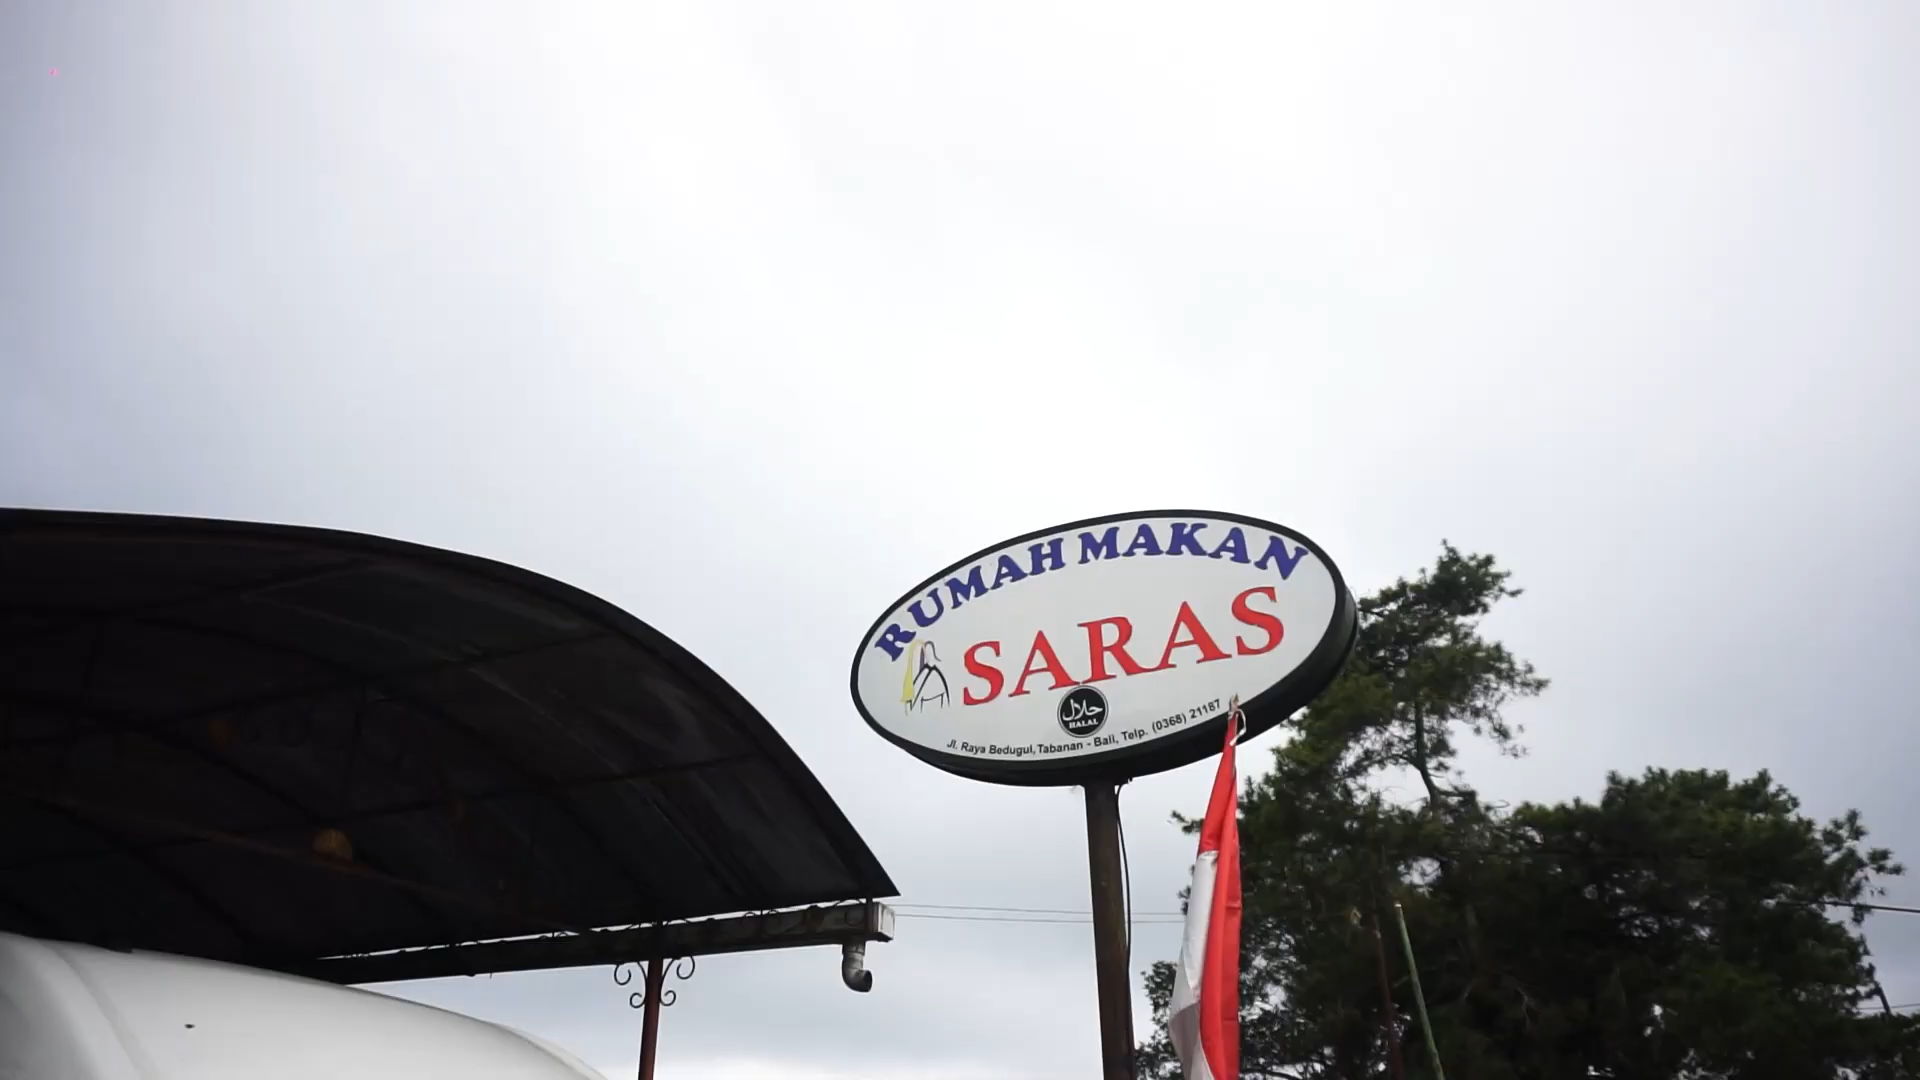 RUMAH MAKAN
SARAS
حلال
HALAL
Jl. Raya Bedugul, Tabanan - Bali, Telp. (0368) 21187